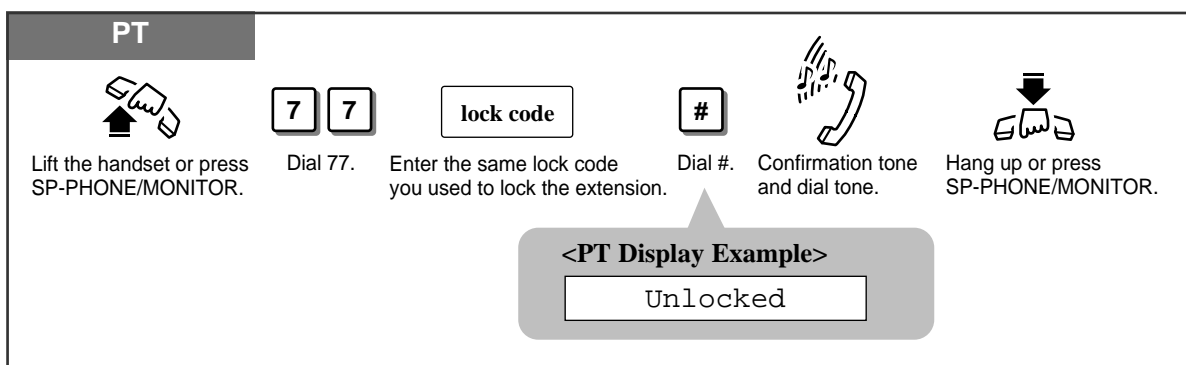 PT
7 7
lock code
#
Lift the handset or press
SP-PHONE/MONITOR.
Dial 77.
Enter the same lock code
you used to lock the extension.
Dial #.
Confirmation tone
and dial tone.
Hang up or press
SP-PHONE/MONITOR.
<PT Display Example>
Unlocked